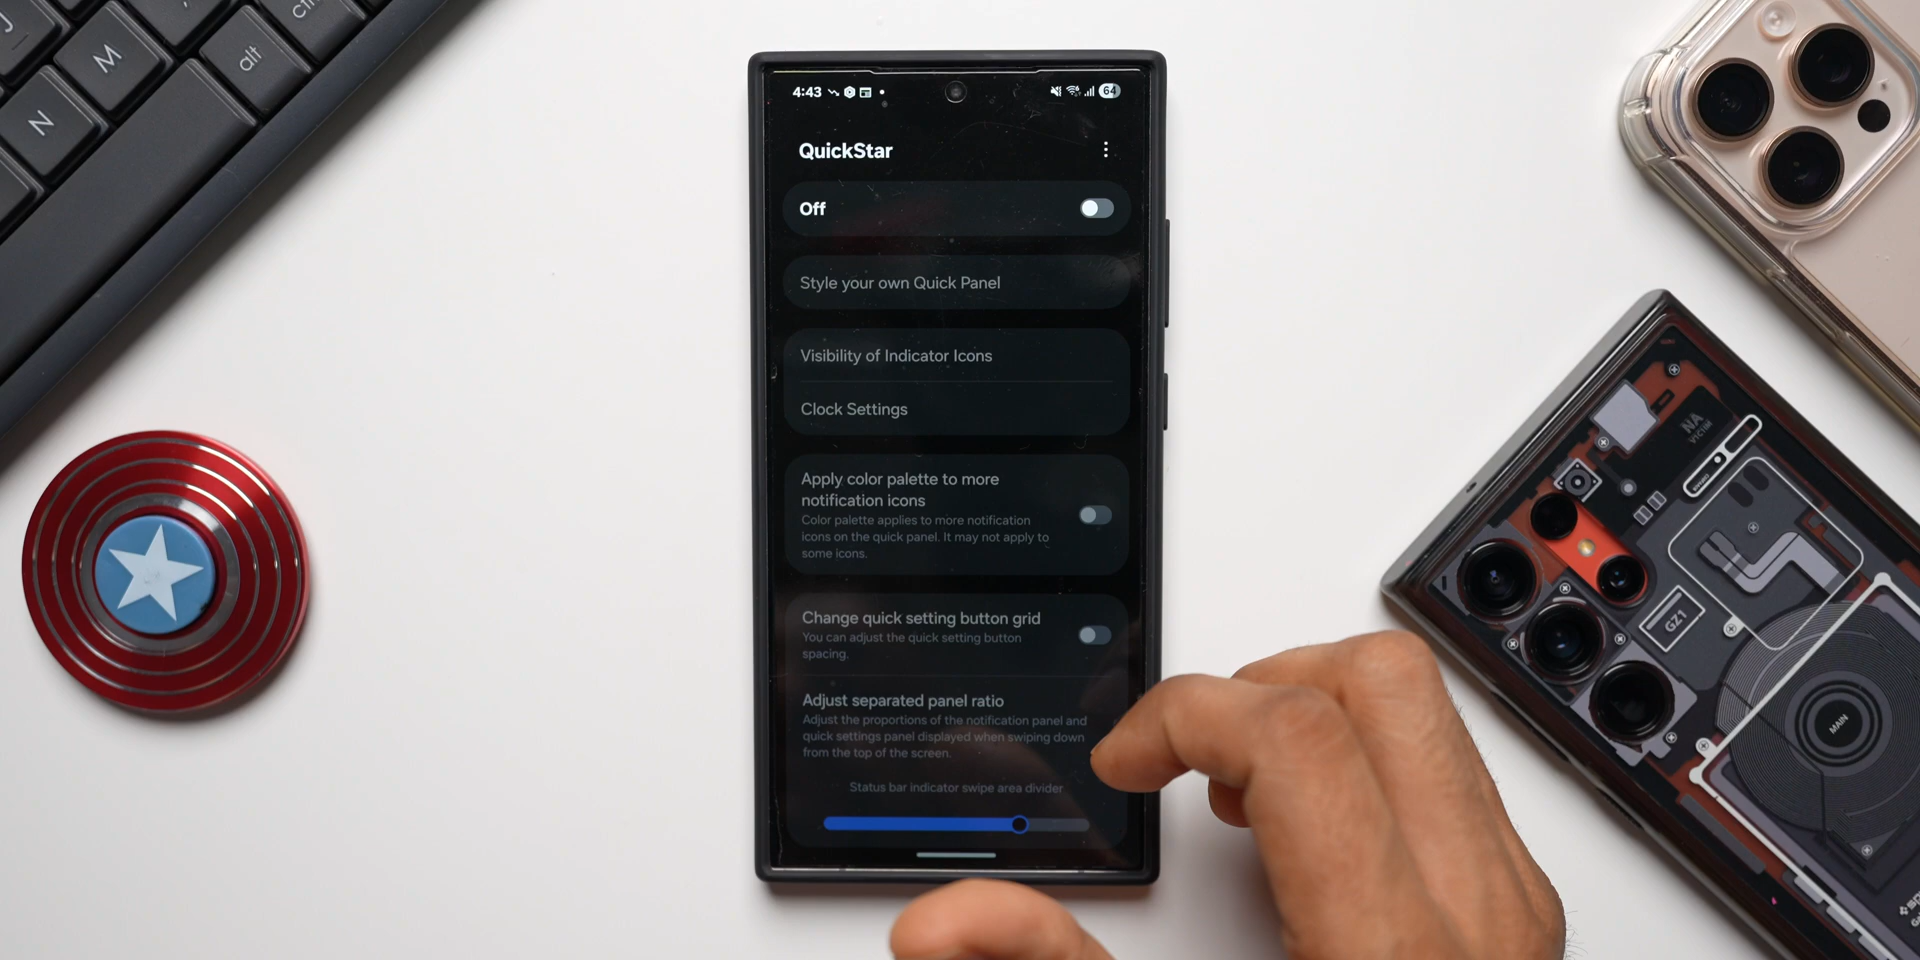 J
M
alt
N
4:43
64
QuickStar
Off
Style your own Quick Panel
Visibility of Indicator Icons
Clock Settings
Apply color palette to more
notification icons
Color palette applies to more notification
icons on the quick panel. It may not apply to
some icons.
Change quick setting button grid
You can adjust the quick setting button
spacing.
Adjust separated panel ratio
Adjust the proportions of the notification panel and
quick settings panel displayed when swiping down
from the top of the screen.
Status bar indicator swipe area divider
NA
V1C1M
GZ1
MAIN